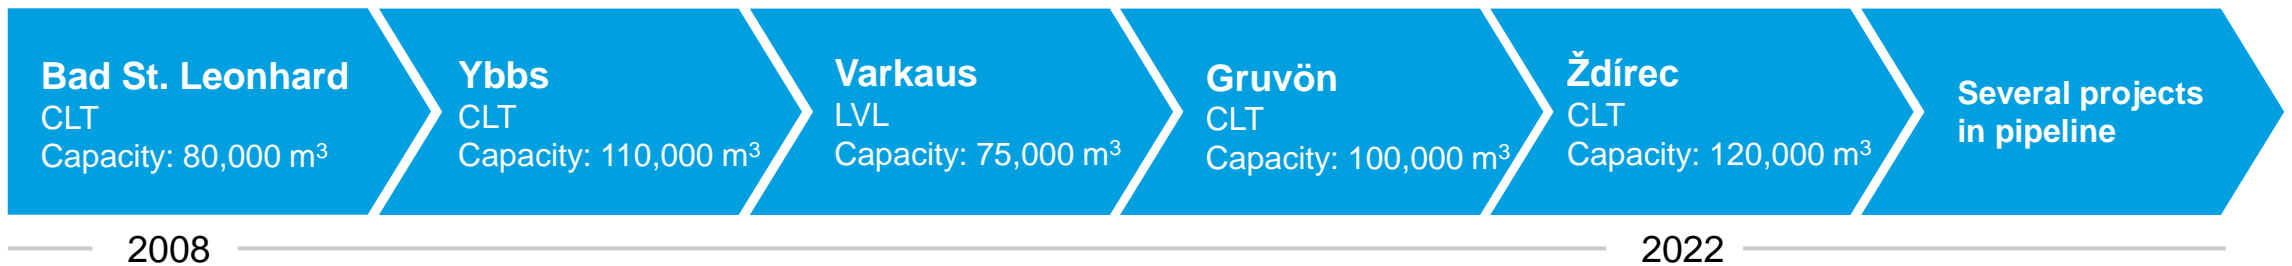 Bad St. Leonhard
CLT
Capacity: 80,000 m³
Ybbs
CLT
Capacity: 110,000 m³
Varkaus
LVL
Capacity: 75,000 m³
Gruvön
CLT
Capacity: 100,000 m³
Ždírec
CLT
Capacity: 120,000 m³
Several projects
in pipeline
2008
2022